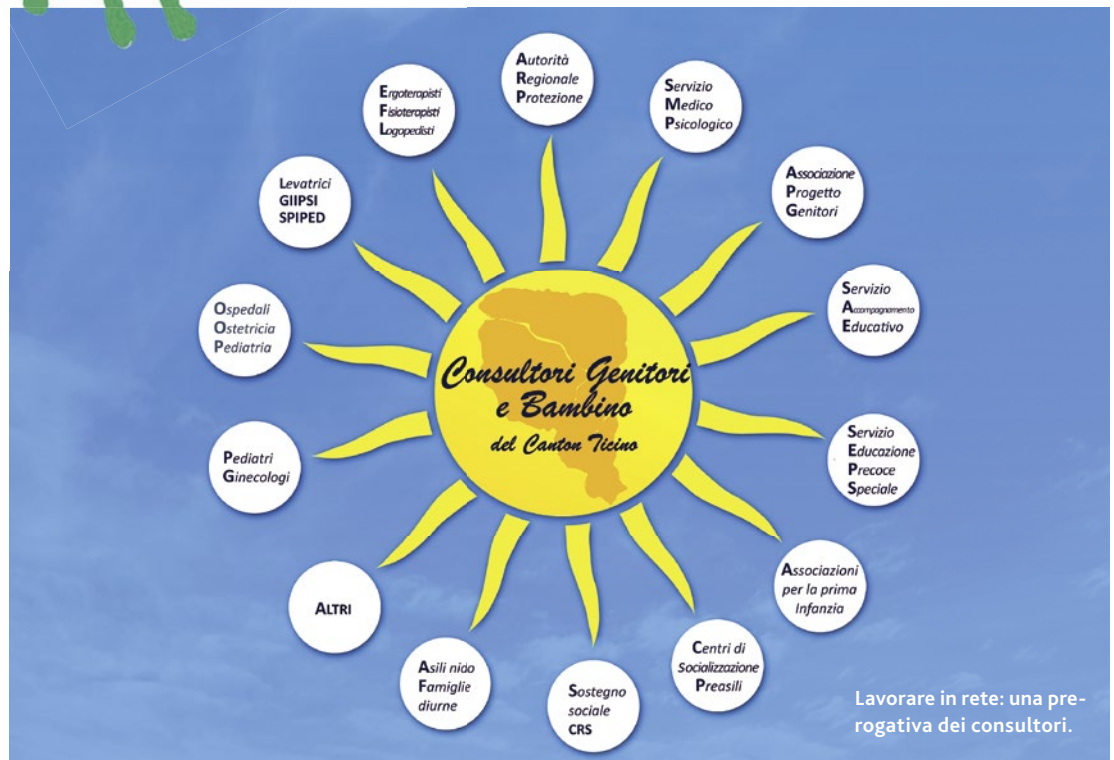 Autorità
Regionale
Protezione
Servizio
Medico
Psicologico
Associazione
Progetto
Genitori
Servizio
Accompagnamento
Educativo
Servizio
Educazione
Precoce
Speciale
Associazioni
per la prima
Infanzia
Centri di
Socializzazione
Preasili
Sostegno
sociale
CRS
Asili nido
Famiglie
diurne
ALTRI
Pediatri
Ginecologi
Ospedali
Ostetricia
Pediatria
Levatrici
GIIPSI
SPIPED
Ergoterapisti
Fisioterapisti
Logopedisti
Consultori Genitori
e Bambino
del Canton Ticino
Lavorare in rete: una pre-
rogativa dei consultori.